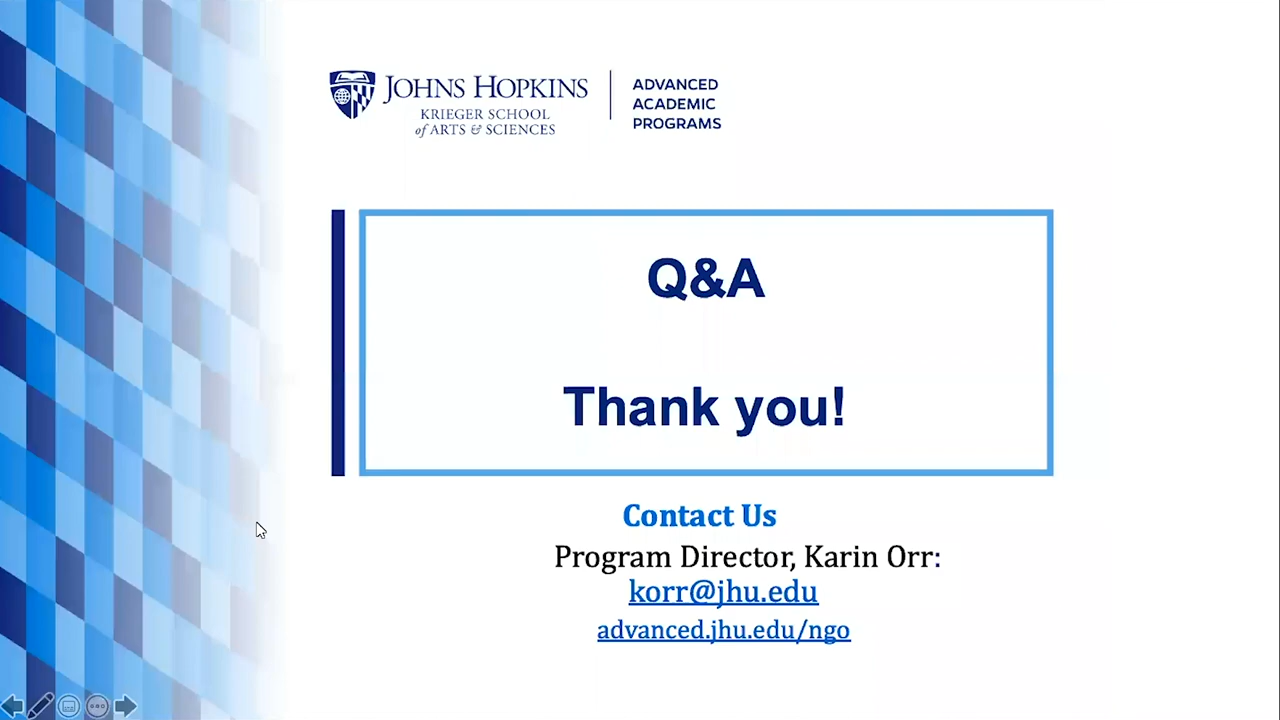 JOHNS HOPKINS
KRIEGER SCHOOL
of ARTS & SCIENCES
ADVANCED
ACADEMIC
PROGRAMS
Q&A
Thank you!
Contact Us
Program Director, Karin Orr:
korr@jhu.edu
advanced.jhu.edu/ngo